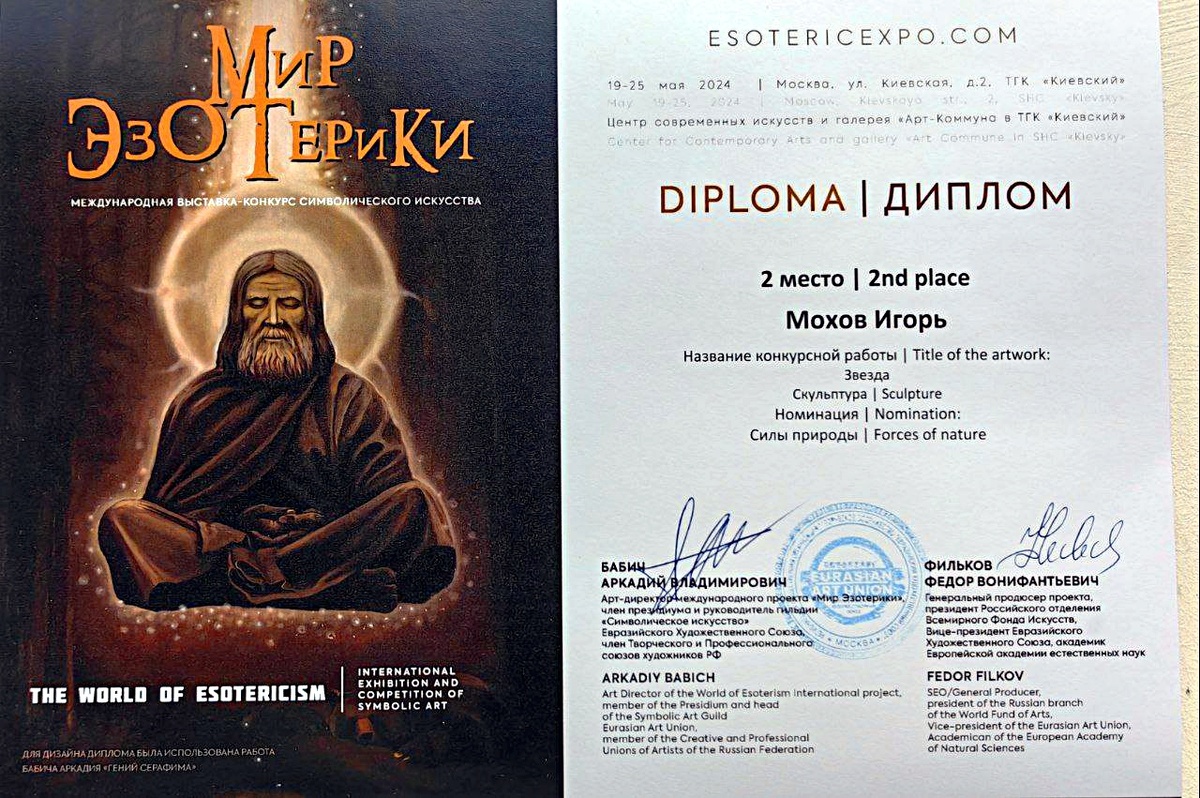 Мир
Эзотерики
МЕЖДУНАРОДНАЯ ВЫСТАВКА-КОНКУРС СИМВОЛИЧЕСКОГО ИСКУССТВА
THE WORLD OF ESOTERICISM
INTERNATIONAL
EXHIBITION AND
COMPETITION OF
SYMBOLIC ART
ДЛЯ ДИЗАЙНА ДИПЛОМА БЫЛА ИСПОЛЬЗОВАНА РАБОТА
БАБИЧА АРКАДИЯ «ГЕНИЙ СЕРАФИМА»
ESOTERICEXPO.COM
19-25 мая 2024 | Москва, ул. Киевская, д.2, ТГК «Киевский»
May 19-25, 2024 | Moscow, Kievskaya str., 2, SHC «Kievsky»
Центр современных искусств и галерея «Арт-Коммуна в ТГК «Киевский»
Center for Contemporary Arts and gallery «Art Commune in SHC «Kievsky»
DIPLOMA | ДИПЛОМ
2 место | 2nd place
Мохов Игорь
Название конкурсной работы | Title of the artwork:
Звезда
Скульптура | Sculpture
Номинация | Nomination:
Силы природы | Forces of nature
БАБИЧ
АРКАДИЙ ВЛАДИМИРОВИЧ
Арт-директор международного проекта «Мир Эзотерики»,
член президиума и руководитель гильдии
«Символическое искусство»
Евразийского Художественного Союза,
член Творческого и Профессионального
союзов художников РФ
ARKADIY BABICH
Art Director of the World of Esoterism International project,
member of the Presidium and head
of the Symbolic Art Guild
Eurasian Art Union,
member of the Creative and Professional
Unions of Artists of the Russian Federation
EURASIAN
UNION
МОСКВА
ФИЛЬКОВ
ФЕДОР ВОНИФАНТЬЕВИЧ
Генеральный продюсер проекта,
президент Российского отделения
Всемирного Фонда Искусств,
Вице-президент Евразийского
Художественного Союза, академик
Европейской академии естественных наук
FEDOR FILKOV
SEO/General Producer,
president of the Russian branch
of the World Fund of Arts,
Vice-president of the Eurasian Art Union,
Academican of the European Academy
of Natural Sciences